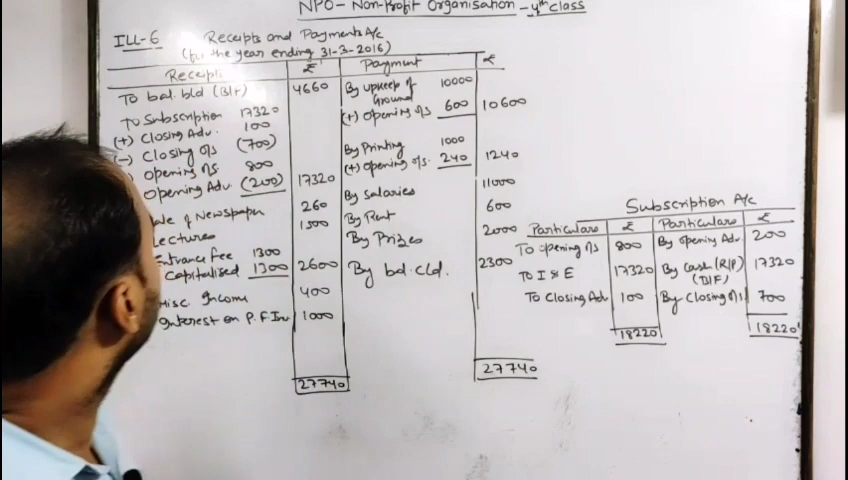 NPO - Non-Profit Organisation - 4th Class
ILL-6 Receipts and Payments A/c
(for the year ending 31-3-2016)
Receipts ₹ Payment ₹
To bal. b/d (B/F) 4660
To Subscription 17320
(+) Closing Adv. 100
(-) Closing o/s (700)
) Opening o/s. 800
Opening Adv. (200) 17320
ale of Newspaper 260
Lectures 1500
Entrance Fee 1300
Capitalised 1300 2600
Misc Income 400
Interest on P.F Inv 1000
27740
By upkeep of 10000
Ground
(+) Opening o/s 600 10600
By Printing 1000
(+) Opening o/s. 240 1240
By Salaries 11000
By Rent 600
By Prizes 2000
By bal. c/d. 2300
27740
Subscription A/c
Particulars ₹ Particulars ₹
To opening o/s 800 By opening Adv. 200
To I & E 17320 By Cash (R/P) 17320
(B/F)
To Closing Adv 100 By Closing o/s 700
18220 18220